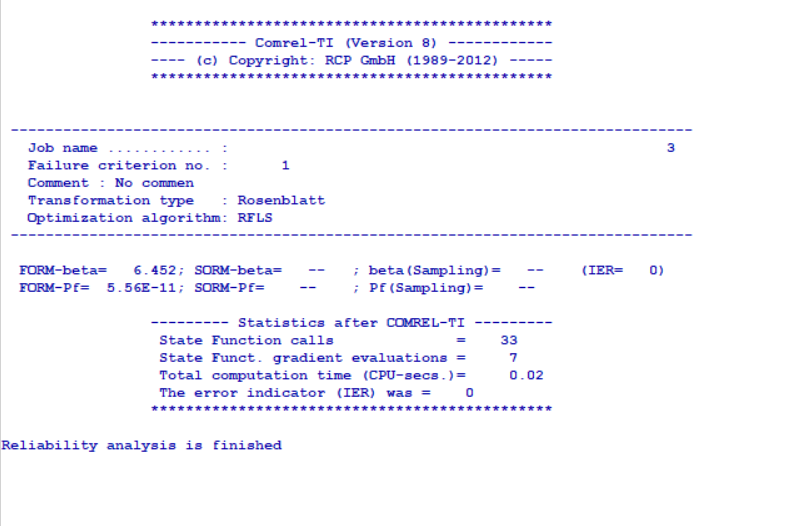 **********************************************
----------- Comrel-TI (Version 8) ------------
---- (c) Copyright: RCP GmbH (1989-2012) -----
**********************************************
------------------------------------------------------------------------------
Job name ............ : 3
Failure criterion no. : 1
Comment : No commen
Transformation type : Rosenblatt
Optimization algorithm: RFLS
------------------------------------------------------------------------------
FORM-beta= 6.452; SORM-beta= -- ; beta(Sampling)= -- (IER= 0)
FORM-Pf= 5.56E-11; SORM-Pf= -- ; Pf(Sampling)= --
--------- Statistics after COMREL-TI ---------
State Function calls = 33
State Funct. gradient evaluations = 7
Total computation time (CPU-secs.)= 0.02
The error indicator (IER) was = 0
**********************************************
Reliability analysis is finished